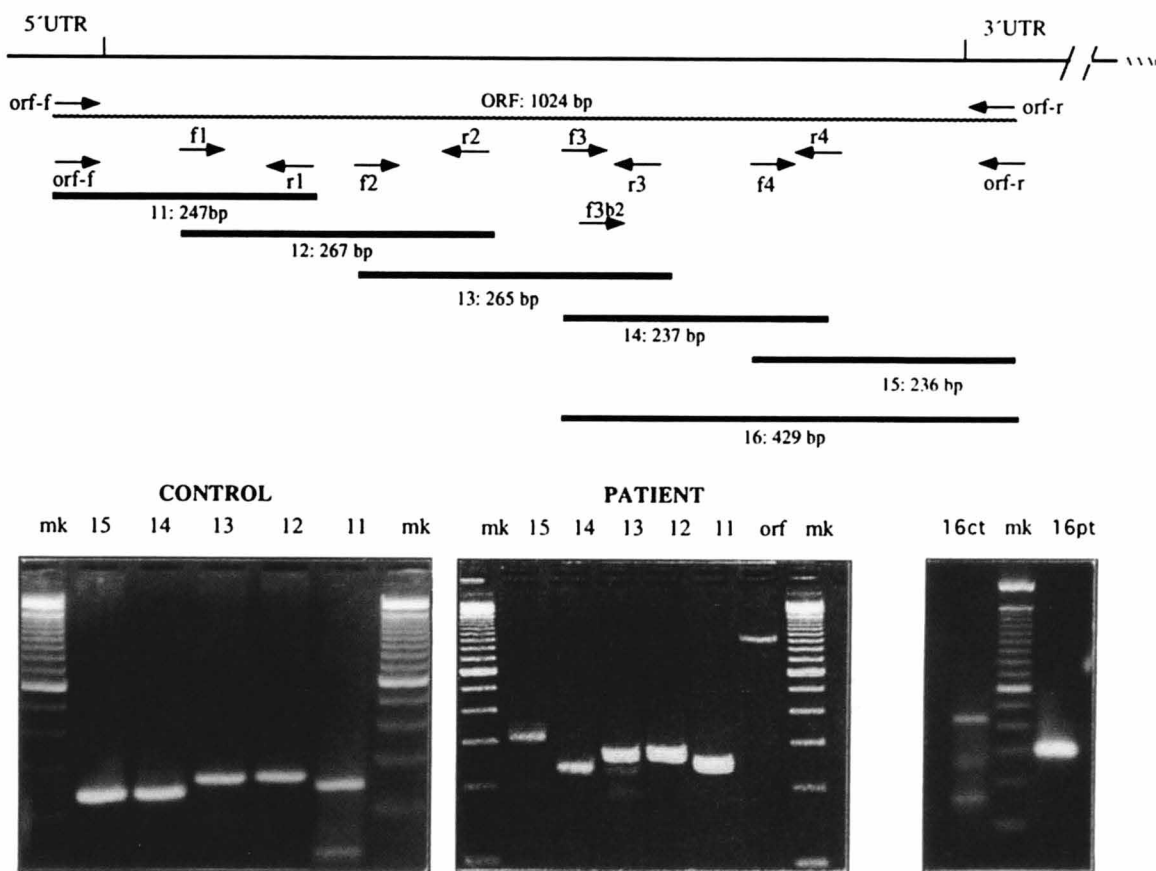 5´UTR 3´UTR
orf-f ORF: 1024 bp orf-r
f1 r2 f3 r4
orf-f r1 f2 r3 f4 orf-r
11: 247bp f3b2
12: 267 bp
13: 265 bp
14: 237 bp
15: 236 bp
16: 429 bp
CONTROL PATIENT
mk 15 14 13 12 11 mk mk 15 14 13 12 11 orf mk 16ct mk 16pt